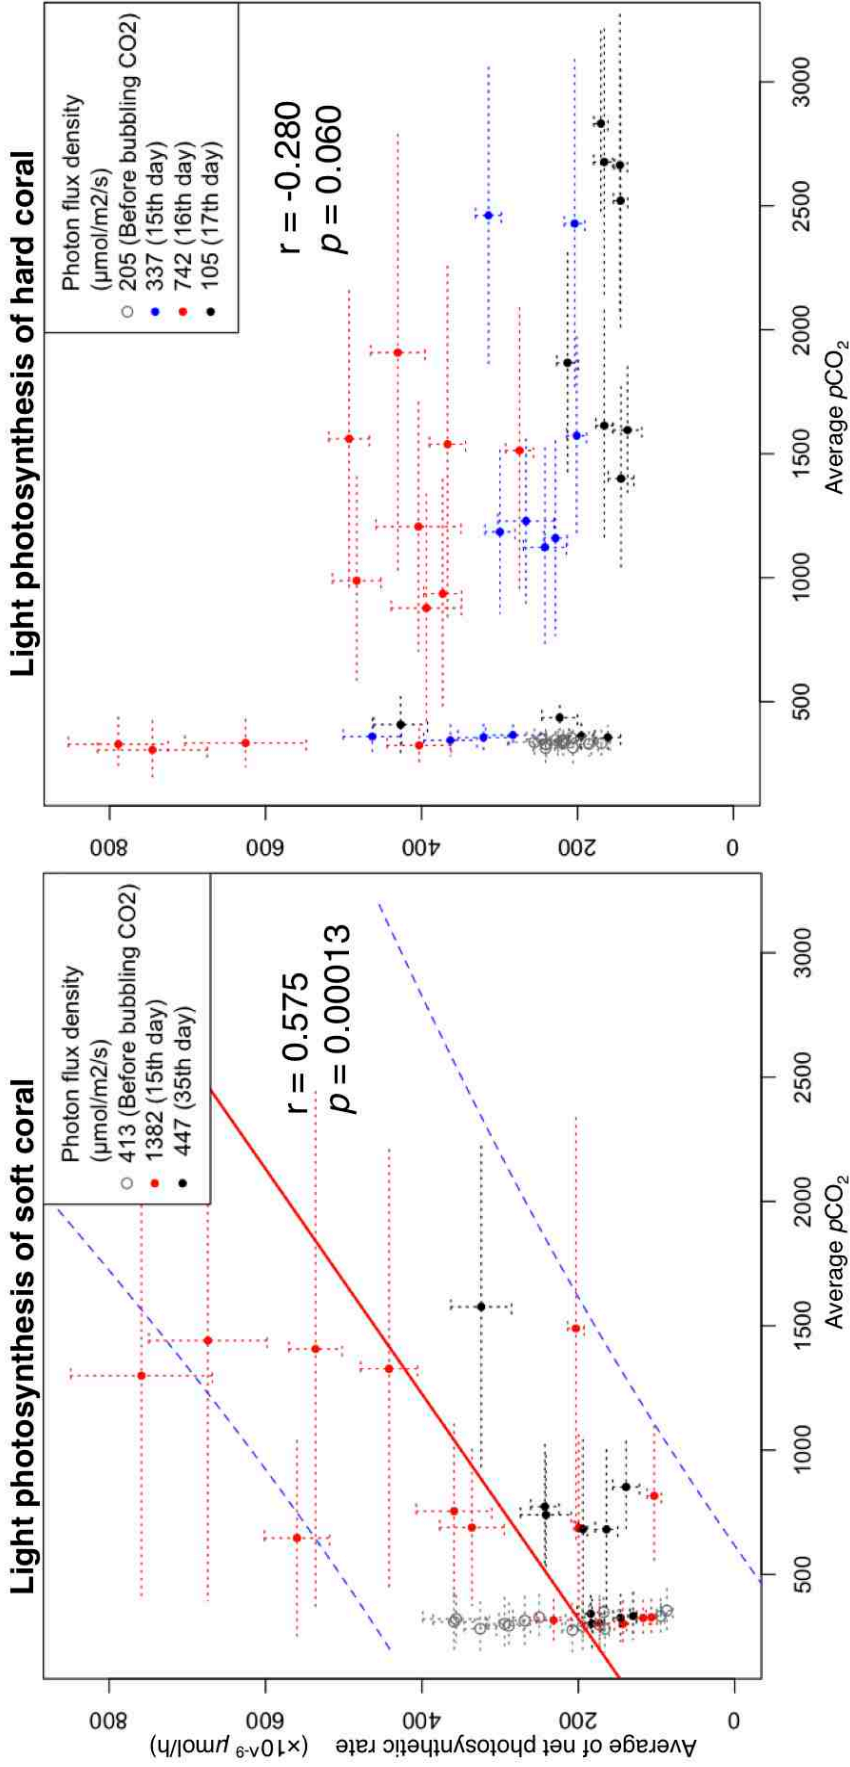 Light photosynthesis of soft coral
Photon flux density
(µmol/m2/s)
413 (Before bubbling CO2)
1382 (15th day)
447 (35th day)
r = 0.575
p = 0.00013
Average of net photosynthetic rate (×10^-9 µmol/h)
0
200
400
600
800
500
1000
1500
2000
2500
3000
Average pCO2
Light photosynthesis of hard coral
Photon flux density
(µmol/m2/s)
205 (Before bubbling CO2)
337 (15th day)
742 (16th day)
105 (17th day)
r = -0.280
p = 0.060
0
200
400
600
800
500
1000
1500
2000
2500
3000
Average pCO2